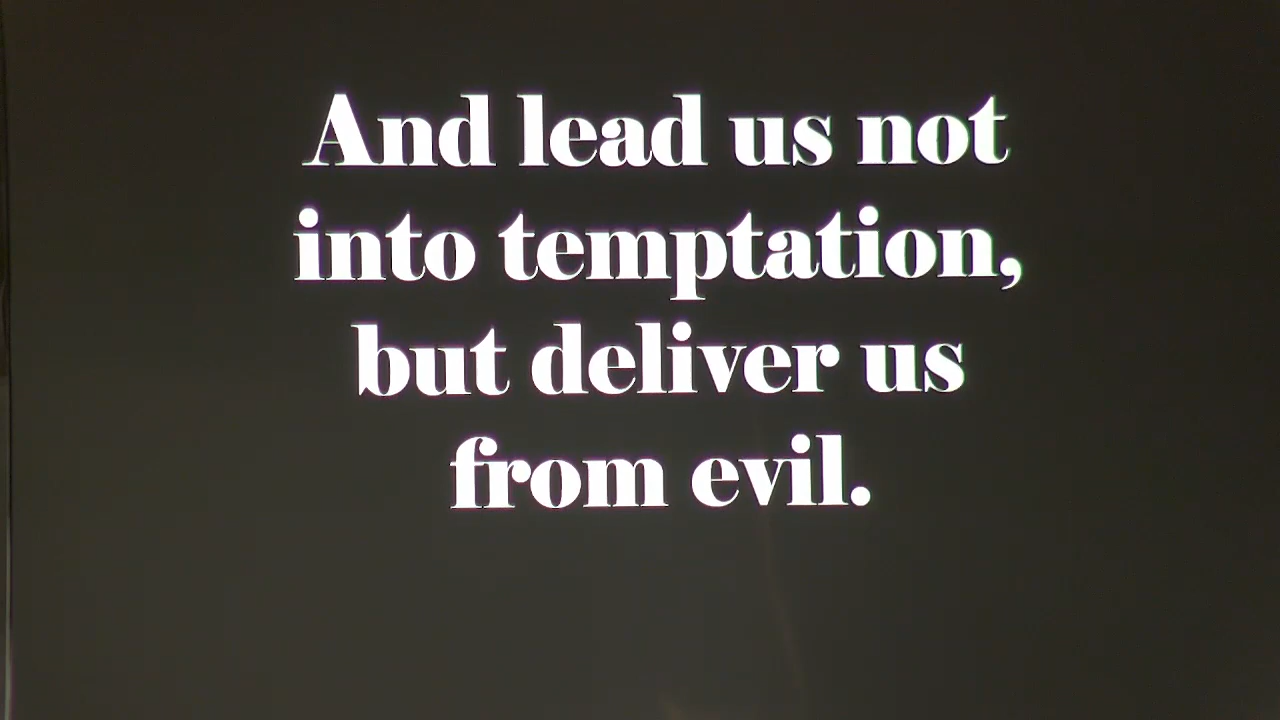 And lead us not
into temptation,
but deliver us
from evil.